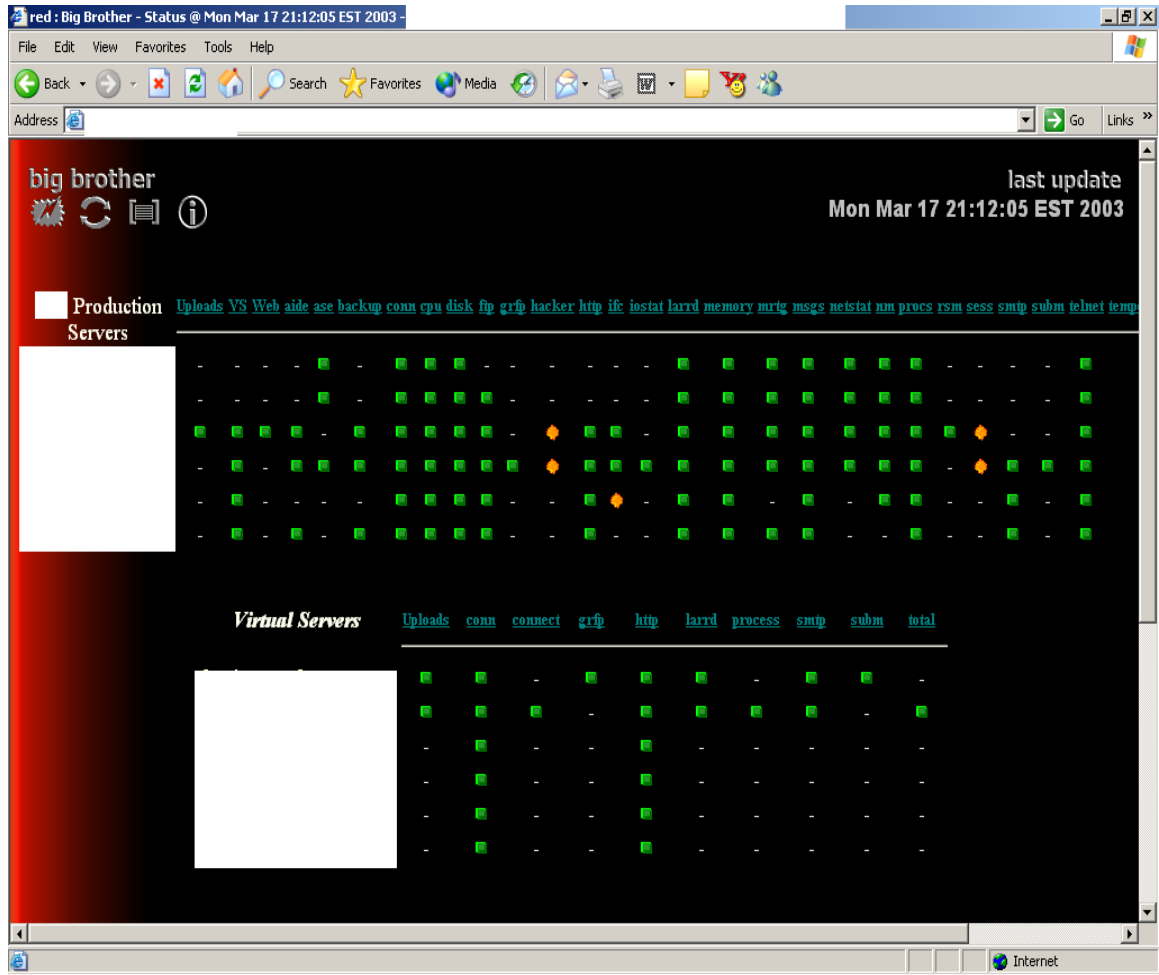 red : Big Brother - Status @ Mon Mar 17 21:12:05 EST 2003 -
File Edit View Favorites Tools Help
Back Search Favorites Media
Address Go Links »
big brother
last update
Mon Mar 17 21:12:05 EST 2003
Production Servers
Uploads VS Web aide ase backup conn cpu disk ftp grfp hacker http ifc iostat larrd memory mrtg msgs netstat nm procs rsm sess smtp subm telnet temp
- - - - - - - - - - - - - - -
- - - - - - - - - - - - - -
- - - - -
- - -
- - - - - - - - - - - -
- - - - - - - - - - - -
Virtual Servers
Uploads conn connect grfp http larrd process smtp subm total
- - -
- -
- - - - - - - -
- - - - - - - -
- - - - - - - -
- - - - - - - -
Internet